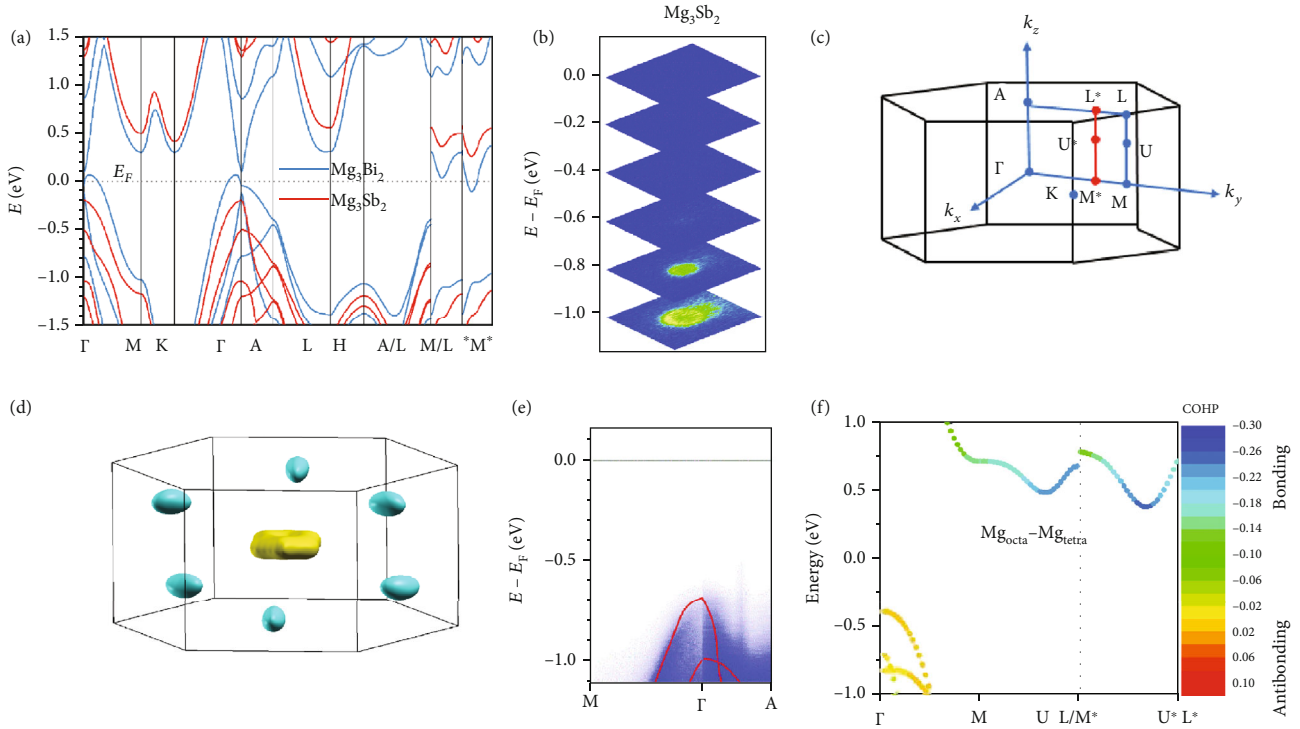 (a)
1.5
1.0
0.5
0.0
−0.5
−1.0
−1.5
E (eV)
E_F
Mg₃Bi₂
Mg₃Sb₂
Γ M K Γ A L H A/L M/L *M*
(b)
Mg₃Sb₂
0.0
−0.2
−0.4
−0.6
−0.8
−1.0
E − E_F (eV)
(c)
k_z
A L* L
U* U
Γ
K M* M
k_x k_y
(d)
(e)
0.0
−0.5
−1.0
E − E_F (eV)
M Γ A
(f)
1.0
0.5
0.0
−0.5
−1.0
Energy (eV)
Mg_octa–Mg_tetra
Γ M U L/M* U* L*
COHP
−0.30
−0.26
−0.22
−0.18
−0.14
−0.10
−0.06
−0.02
0.02
0.06
0.10
Bonding
Antibonding